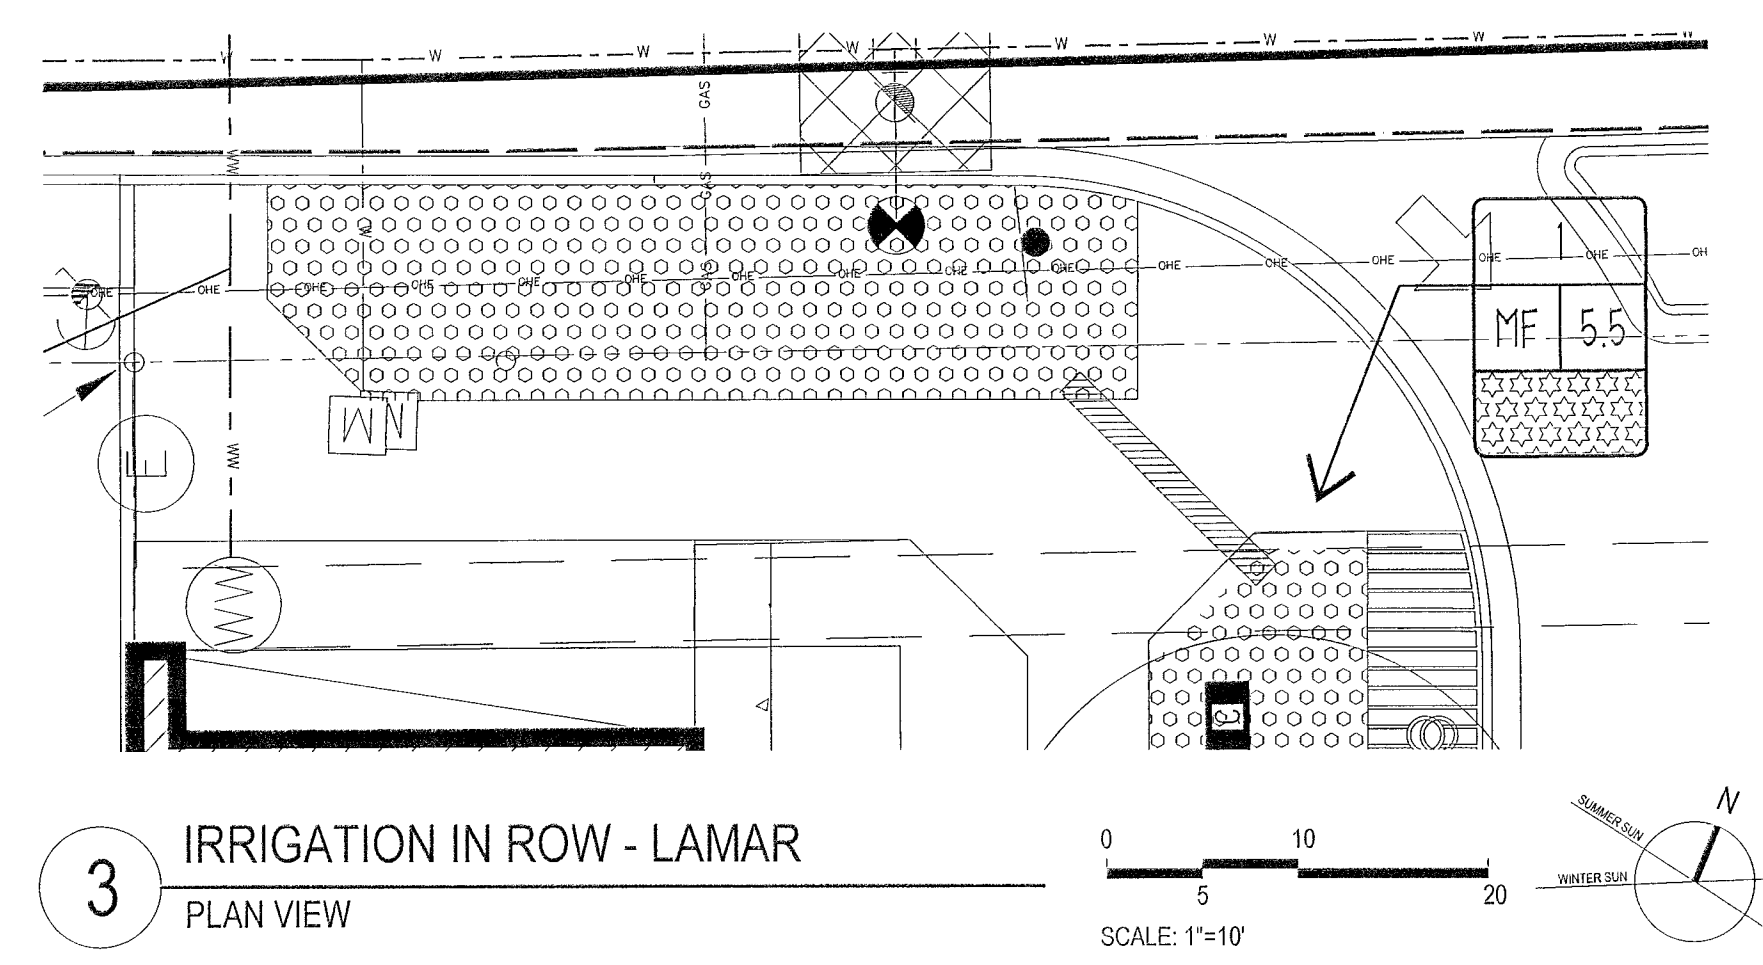 W W W W W W W W
GAS
WW
GAS
W
GAS
1
OHE OHE OHE OHE OHE OHE OHE OHE OHE OHE OHE OHE OHE OHE OHE OH
MF 5.5
W N
E
WW
W
C
3
IRRIGATION IN ROW - LAMAR
PLAN VIEW
0 10
5 20
SCALE: 1"=10'
N
SUMMER SUN
WINTER SUN